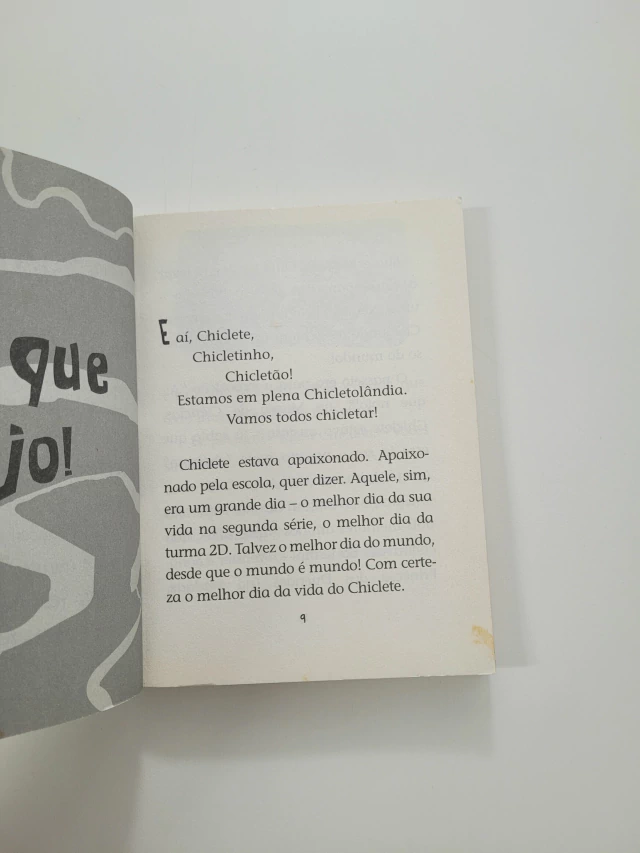 que
jo!
E aí, Chiclete,
Chicletinho,
Chicletão!
Estamos em plena Chicletolândia.
Vamos todos chicletar!
Chiclete estava apaixonado. Apaixo-
nado pela escola, quer dizer. Aquele, sim,
era um grande dia – o melhor dia da sua
vida na segunda série, o melhor dia da
turma 2D. Talvez o melhor dia do mundo,
desde que o mundo é mundo! Com certe-
za o melhor dia da vida do Chiclete.
9